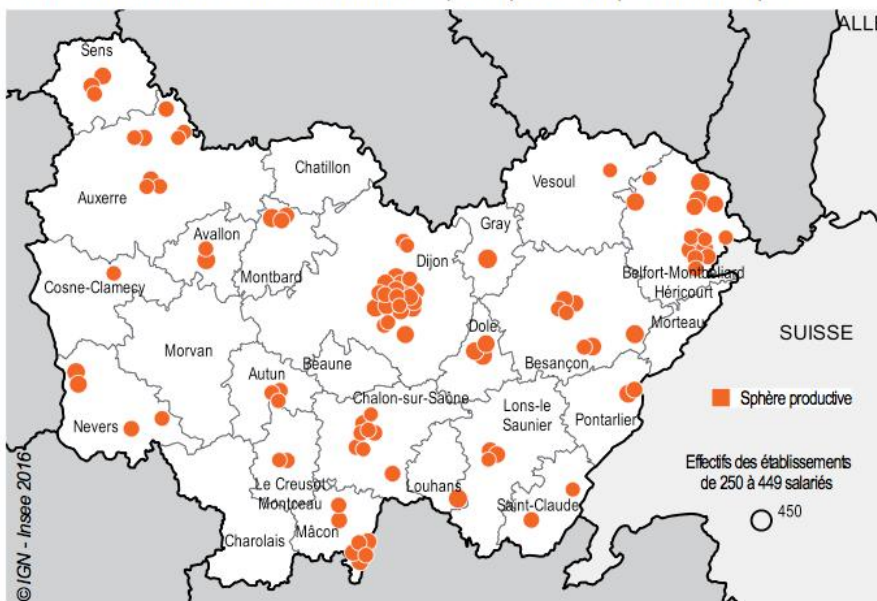 ALLE
Sens
Chatillon
Vesoul
Auxerre
Avallon
Gray
Dijon
Montbard
Cosne-Clamecy
Belfort-Montbéliard
Héricourt
Morteau
Dole
SUISSE
Morvan
Beaune
Besançon
Autun
Chalon-sur-Saône
Lons-le
Saunier
Pontarlier
Sphère productive
Nevers
Effectifs des établissements
de 250 à 449 salariés
450
Le Creusot
Montceau
Louhans
Saint-Claude
Mâcon
Charolais
© IGN - Insee 2016